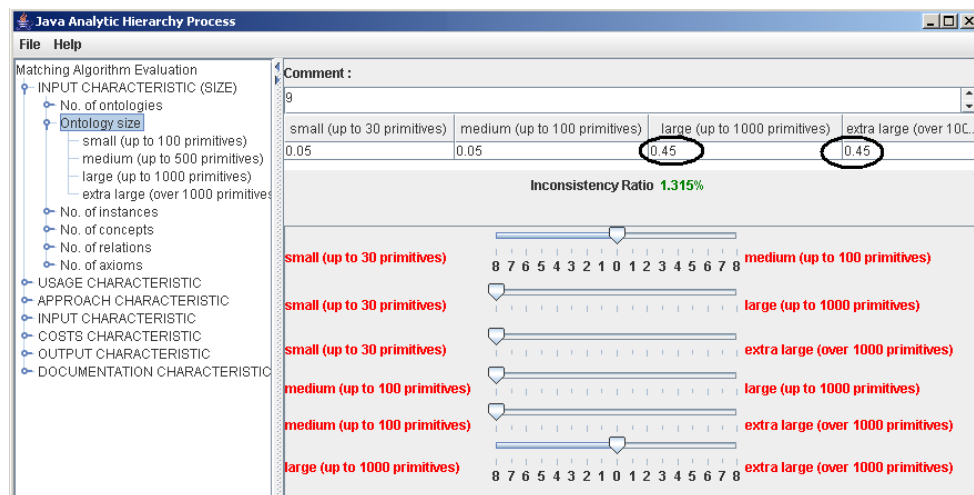 Java Analytic Hierarchy Process
File Help
Matching Algorithm Evaluation
INPUT CHARACTERISTIC (SIZE)
No. of ontologies
Ontology size
small (up to 100 primitives)
medium (up to 500 primitives)
large (up to 1000 primitives)
extra large (over 1000 primitives
No. of instances
No. of concepts
No. of relations
No. of axioms
USAGE CHARACTERISTIC
APPROACH CHARACTERISTIC
INPUT CHARACTERISTIC
COSTS CHARACTERISTIC
OUTPUT CHARACTERISTIC
DOCUMENTATION CHARACTERISTIC
Comment :
9
small (up to 30 primitives) medium (up to 100 primitives) large (up to 1000 primitives) extra large (over 10C...
0.05 0.05 0.45 0.45
Inconsistency Ratio 1.315%
small (up to 30 primitives) 8 7 6 5 4 3 2 1 0 1 2 3 4 5 6 7 8 medium (up to 100 primitives)
small (up to 30 primitives) large (up to 1000 primitives)
small (up to 30 primitives) extra large (over 1000 primitives)
medium (up to 100 primitives) large (up to 1000 primitives)
medium (up to 100 primitives) extra large (over 1000 primitives)
large (up to 1000 primitives) 8 7 6 5 4 3 2 1 0 1 2 3 4 5 6 7 8 extra large (over 1000 primitives)